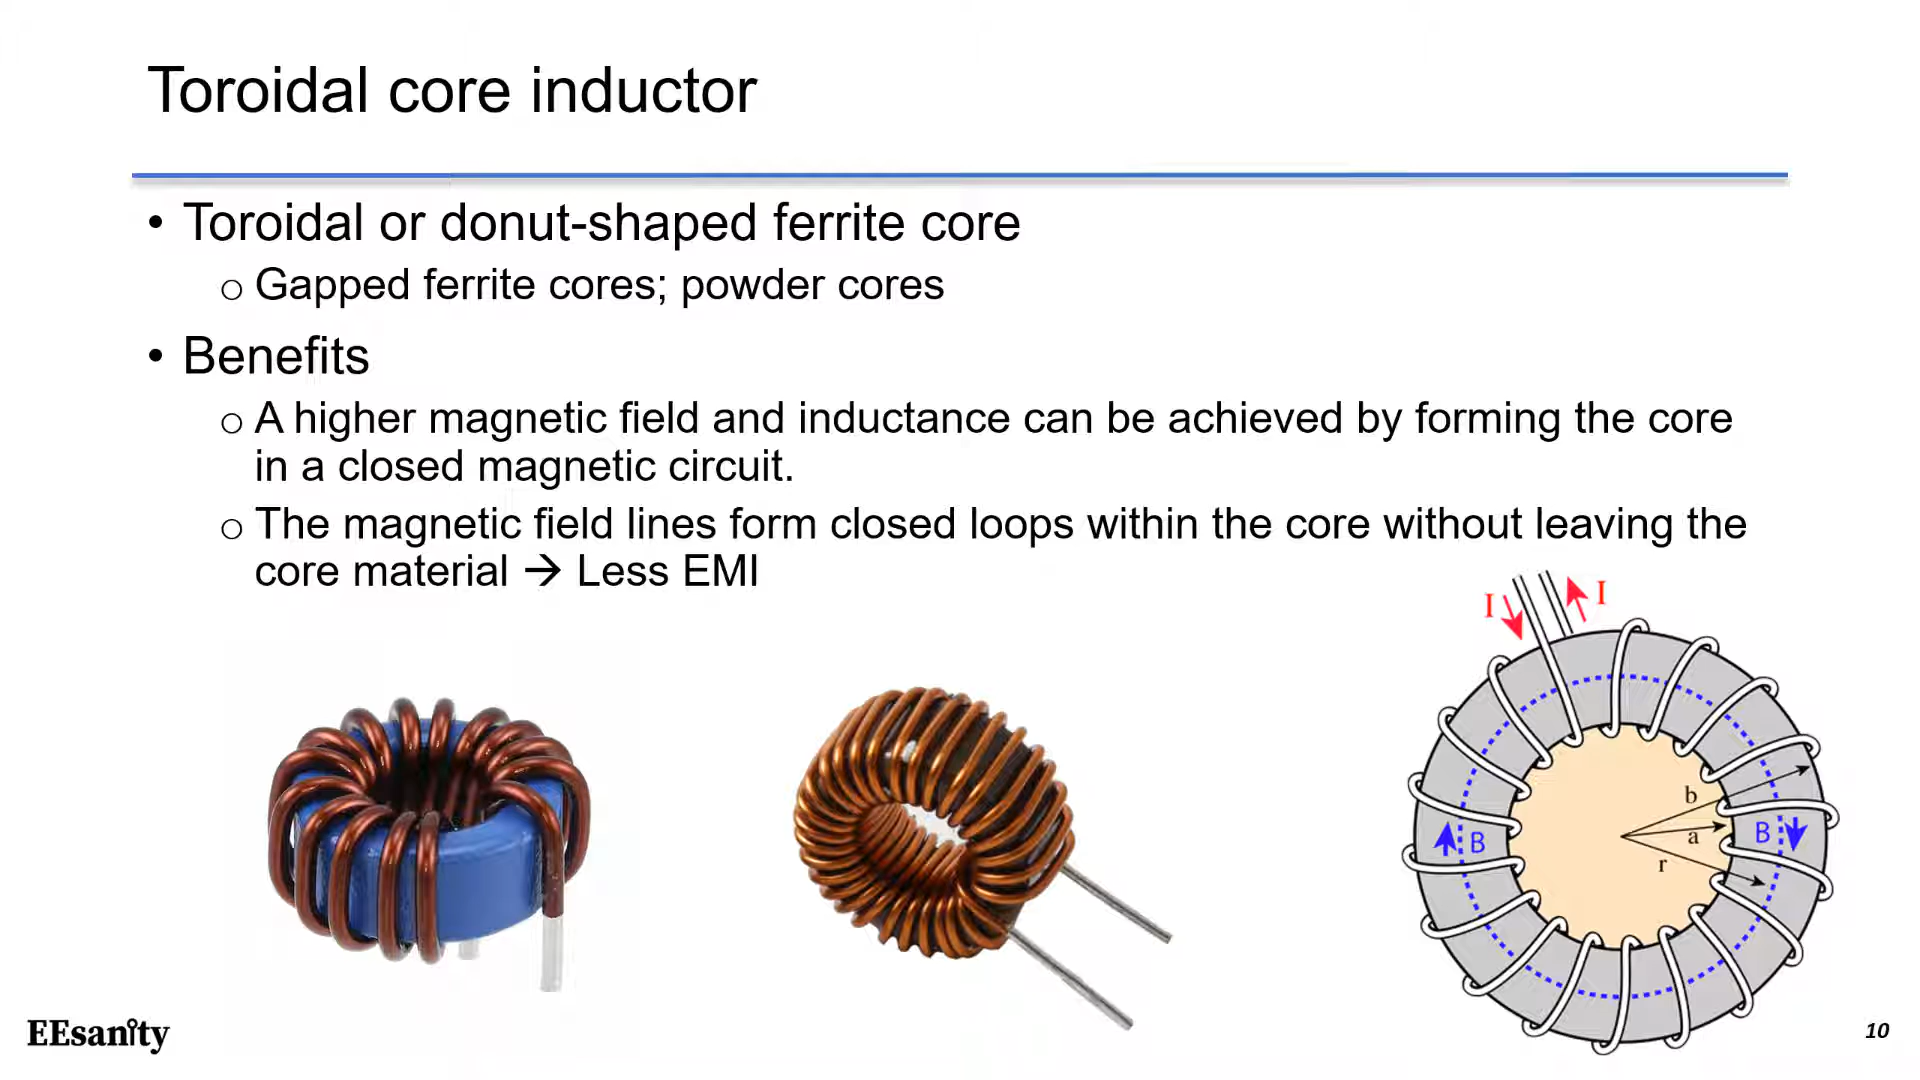 Toroidal core inductor
• Toroidal or donut-shaped ferrite core
o Gapped ferrite cores; powder cores
• Benefits
o A higher magnetic field and inductance can be achieved by forming the core
in a closed magnetic circuit.
o The magnetic field lines form closed loops within the core without leaving the
core material → Less EMI
I I
b
a
r
B
B
EEsanity
10